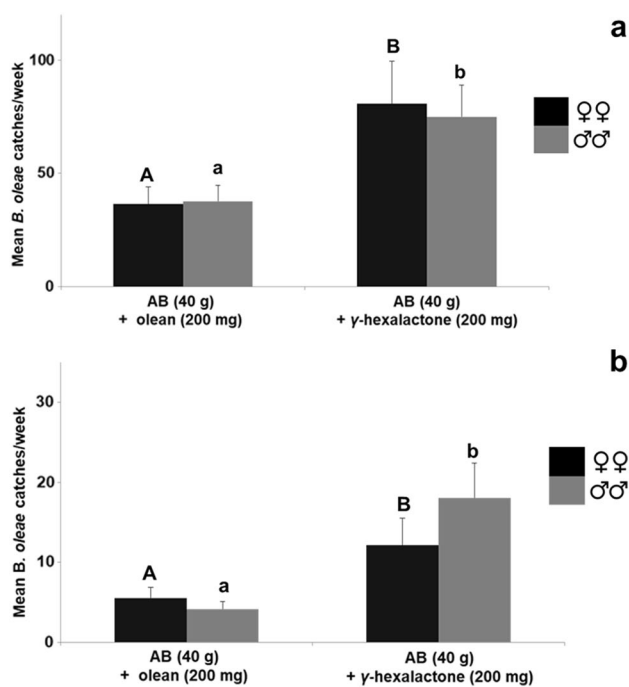 a
Mean B. oleae catches/week
100
50
0
A
a
B
b
♀♀
♂♂
AB (40 g)
+ olean (200 mg)
AB (40 g)
+ γ-hexalactone (200 mg)
b
Mean B. oleae catches/week
30
20
10
0
A
a
B
b
♀♀
♂♂
AB (40 g)
+ olean (200 mg)
AB (40 g)
+ γ-hexalactone (200 mg)